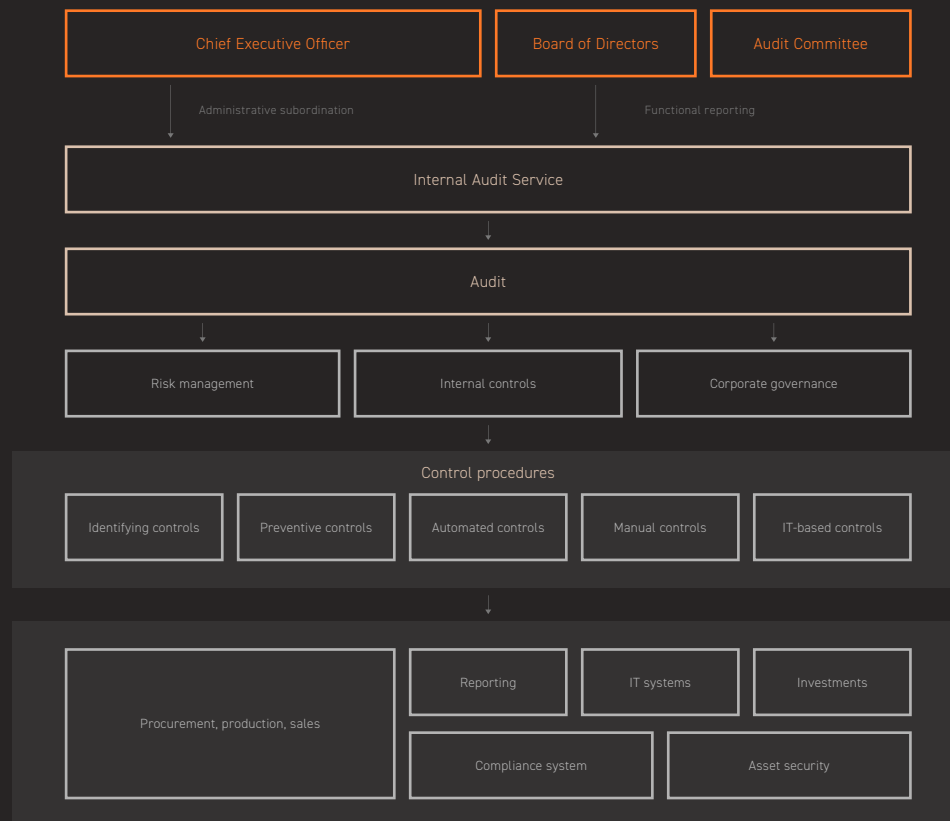 Chief Executive Officer
Board of Directors
Audit Committee
Administrative subordination
Functional reporting
Internal Audit Service
Audit
Risk management
Internal controls
Corporate governance
Control procedures
Identifying controls
Preventive controls
Automated controls
Manual controls
IT-based controls
Procurement, production, sales
Reporting
IT systems
Investments
Compliance system
Asset security